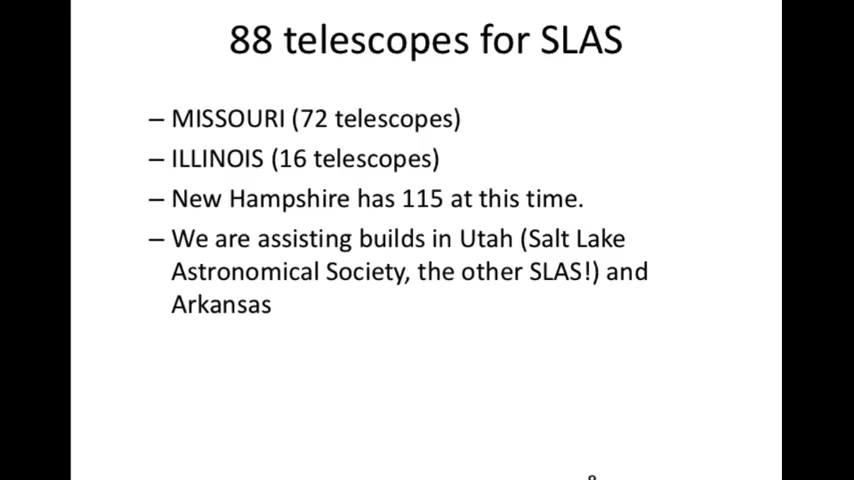 88 telescopes for SLAS
– MISSOURI (72 telescopes)
– ILLINOIS (16 telescopes)
– New Hampshire has 115 at this time.
– We are assisting builds in Utah (Salt Lake
Astronomical Society, the other SLAS!) and
Arkansas